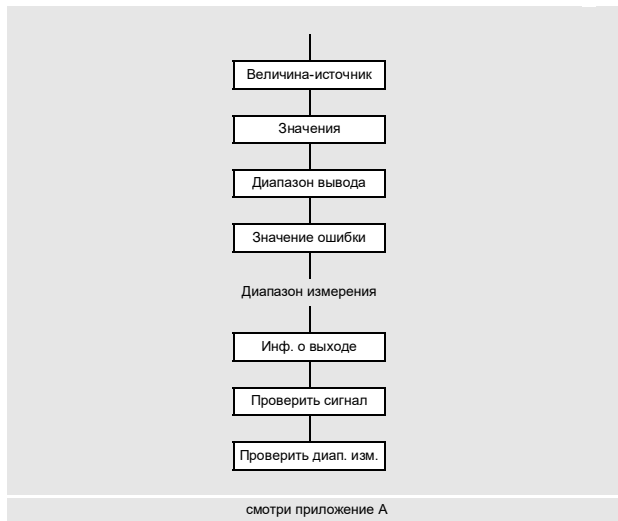 Величина-источник
Значения
Диапазон вывода
Значение ошибки
Диапазон измерения
Инф. о выходе
Проверить сигнал
Проверить диап. изм.
смотри приложение А